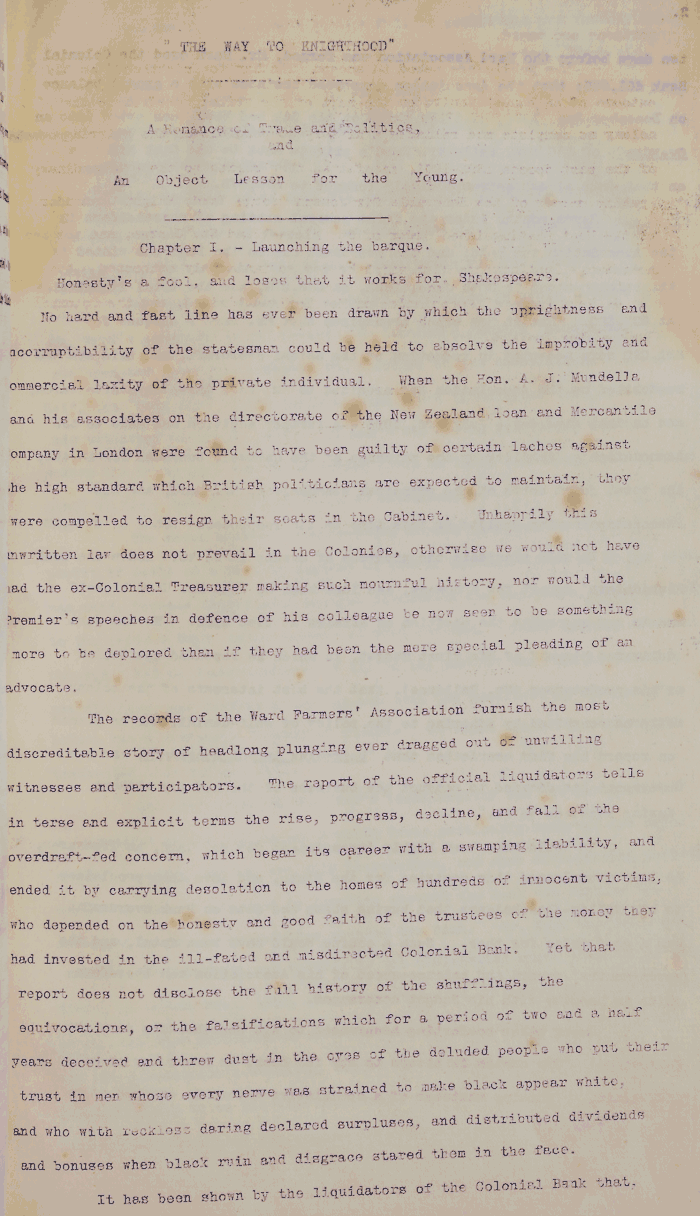 " THE WAY TO KNIGHTHOOD"
A Romance of Trade and Politics,
and
An Object Lesson for the Young.
Chapter I. - Launching the barque.
Honesty's a fool, and loses that it works for. Shakespeare.
No hard and fast line has ever been drawn by which the uprightness and
ncorruptibility of the statesman could be held to absolve the improbity and
ommercial laxity of the private individual. When the Hon. A. J. Mundella
and his associates on the directorate of the New Zealand loan and Mercantile
ompany in London were found to have been guilty of certain laches against
he high standard which British politicians are expected to maintain, they
were compelled to resign their seats in the Cabinet. Unhappily this
unwritten law does not prevail in the Colonies, otherwise we would not have
had the ex-Colonial Treasurer making such mournful history, nor would the
Premier's speeches in defence of his colleague be now seen to be something
more to be deplored than if they had been the mere special pleading of an
advocate.
The records of the Ward Farmers' Association furnish the most
discreditable story of headlong plunging ever dragged out of unwilling
witnesses and participators. The report of the official liquidators tells
in terse and explicit terms the rise, progress, decline, and fall of the
overdraft-fed concern, which began its career with a swamping liability, and
ended it by carrying desolation to the homes of hundreds of innocent victims,
who depended on the honesty and good faith of the trustees of the money they
had invested in the ill-fated and misdirected Colonial Bank. Yet that
report does not disclose the full history of the shufflings, the
equivocations, or the falsifications which for a period of two and a half
years deceived and threw dust in the eyes of the deluded people who put their
trust in men whose every nerve was strained to make black appear white,
and who with reckless daring declared surpluses, and distributed dividends
and bonuses when black ruin and disgrace stared them in the face.
It has been shown by the liquidators of the Colonial Bank that,